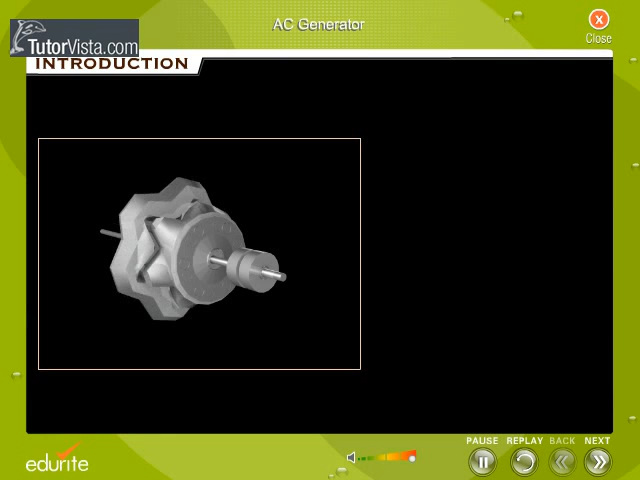 AC Generator
X
Close
TutorVista.com
INTRODUCTION
PAUSE REPLAY BACK NEXT
edurite